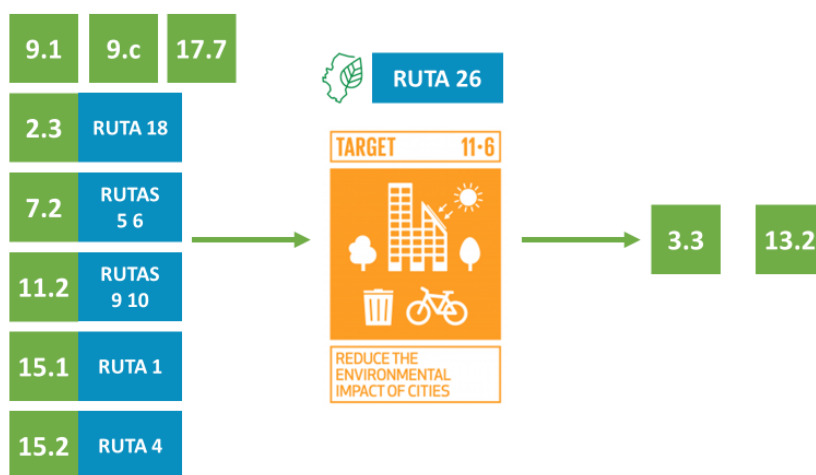 9.1 9.c 17.7
2.3 RUTA 18
7.2 RUTAS
5 6
11.2 RUTAS
9 10
15.1 RUTA 1
15.2 RUTA 4
RUTA 26
TARGET 11·6
REDUCE THE
ENVIRONMENTAL
IMPACT OF CITIES
3.3 13.2